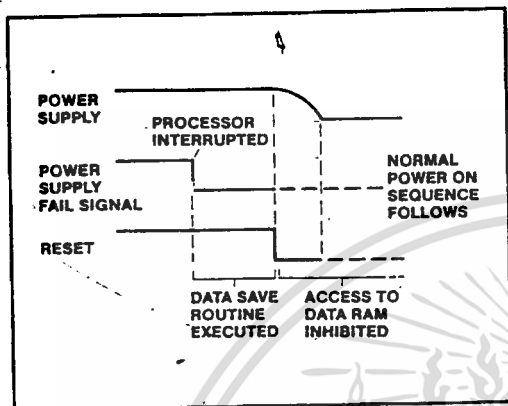 POWER
SUPPLY
PROCESSOR
INTERRUPTED
POWER
SUPPLY
FAIL SIGNAL
NORMAL
POWER ON
SEQUENCE
FOLLOWS
RESET
DATA SAVE
ROUTINE
EXECUTED
ACCESS TO
DATA RAM
INHIBITED